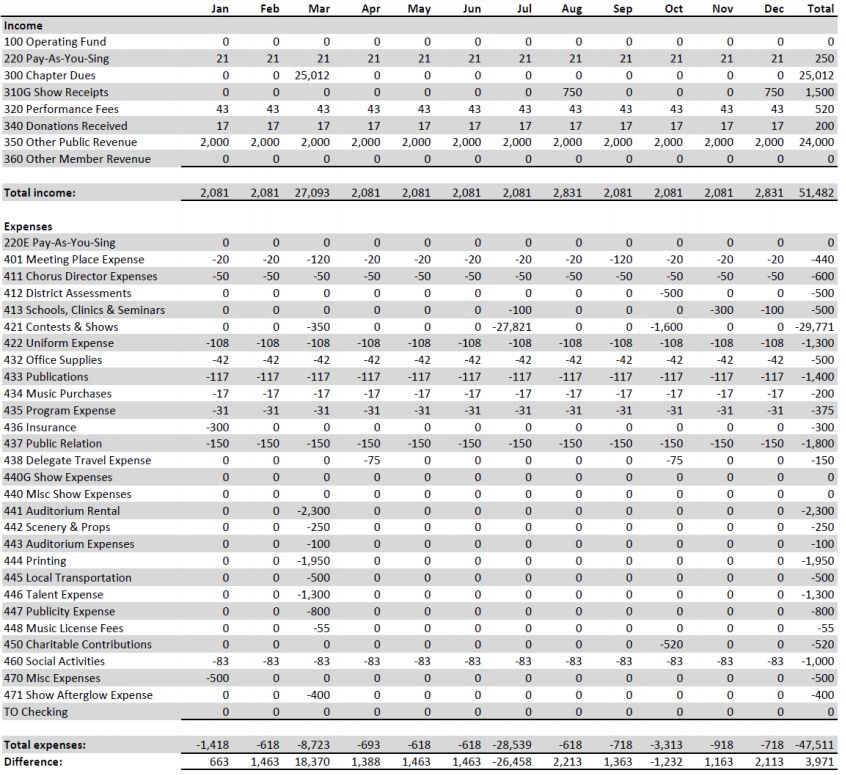 Jan Feb Mar Apr May Jun Jul Aug Sep Oct Nov Dec Total
Income
100 Operating Fund 0 0 0 0 0 0 0 0 0 0 0 0 0
220 Pay-As-You-Sing 21 21 21 21 21 21 21 21 21 21 21 21 250
300 Chapter Dues 0 0 25,012 0 0 0 0 0 0 0 0 0 25,012
310G Show Receipts 0 0 0 0 0 0 0 750 0 0 0 750 1,500
320 Performance Fees 43 43 43 43 43 43 43 43 43 43 43 43 520
340 Donations Received 17 17 17 17 17 17 17 17 17 17 17 17 200
350 Other Public Revenue 2,000 2,000 2,000 2,000 2,000 2,000 2,000 2,000 2,000 2,000 2,000 2,000 24,000
360 Other Member Revenue 0 0 0 0 0 0 0 0 0 0 0 0 0
Total income: 2,081 2,081 27,093 2,081 2,081 2,081 2,081 2,831 2,081 2,081 2,081 2,831 51,482
Expenses
220E Pay-As-You-Sing 0 0 0 0 0 0 0 0 0 0 0 0 0
401 Meeting Place Expense -20 -20 -120 -20 -20 -20 -20 -20 -120 -20 -20 -20 -440
411 Chorus Director Expenses -50 -50 -50 -50 -50 -50 -50 -50 -50 -50 -50 -50 -600
412 District Assessments 0 0 0 0 0 0 0 0 0 -500 0 0 -500
413 Schools, Clinics & Seminars 0 0 0 0 0 0 -100 0 0 0 -300 -100 -500
421 Contests & Shows 0 0 -350 0 0 0 -27,821 0 0 -1,600 0 0 -29,771
422 Uniform Expense -108 -108 -108 -108 -108 -108 -108 -108 -108 -108 -108 -108 -1,300
432 Office Supplies -42 -42 -42 -42 -42 -42 -42 -42 -42 -42 -42 -42 -500
433 Publications -117 -117 -117 -117 -117 -117 -117 -117 -117 -117 -117 -117 -1,400
434 Music Purchases -17 -17 -17 -17 -17 -17 -17 -17 -17 -17 -17 -17 -200
435 Program Expense -31 -31 -31 -31 -31 -31 -31 -31 -31 -31 -31 -31 -375
436 Insurance -300 0 0 0 0 0 0 0 0 0 0 0 -300
437 Public Relation -150 -150 -150 -150 -150 -150 -150 -150 -150 -150 -150 -150 -1,800
438 Delegate Travel Expense 0 0 0 -75 0 0 0 0 0 -75 0 0 -150
440G Show Expenses 0 0 0 0 0 0 0 0 0 0 0 0 0
440 Misc Show Expenses 0 0 0 0 0 0 0 0 0 0 0 0 0
441 Auditorium Rental 0 0 -2,300 0 0 0 0 0 0 0 0 0 -2,300
442 Scenery & Props 0 0 -250 0 0 0 0 0 0 0 0 0 -250
443 Auditorium Expenses 0 0 -100 0 0 0 0 0 0 0 0 0 -100
444 Printing 0 0 -1,950 0 0 0 0 0 0 0 0 0 -1,950
445 Local Transportation 0 0 -500 0 0 0 0 0 0 0 0 0 -500
446 Talent Expense 0 0 -1,300 0 0 0 0 0 0 0 0 0 -1,300
447 Publicity Expense 0 0 -800 0 0 0 0 0 0 0 0 0 -800
448 Music License Fees 0 0 -55 0 0 0 0 0 0 0 0 0 -55
450 Charitable Contributions 0 0 0 0 0 0 0 0 0 -520 0 0 -520
460 Social Activities -83 -83 -83 -83 -83 -83 -83 -83 -83 -83 -83 -83 -1,000
470 Misc Expenses -500 0 0 0 0 0 0 0 0 0 0 0 -500
471 Show Afterglow Expense 0 0 -400 0 0 0 0 0 0 0 0 0 -400
TO Checking 0 0 0 0 0 0 0 0 0 0 0 0 0
Total expenses: -1,418 -618 -8,723 -693 -618 -618 -28,539 -618 -718 -3,313 -918 -718 -47,511
Difference: 663 1,463 18,370 1,388 1,463 1,463 -26,458 2,213 1,363 -1,232 1,163 2,113 3,971